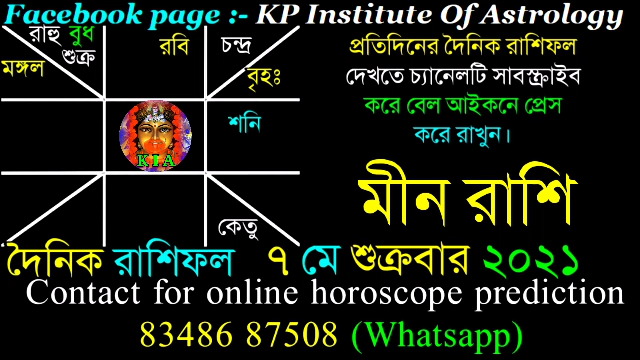 Facebook page :- KP Institute Of Astrology
রাহু বুধ
শুক্র
মঙ্গল
রবি
চন্দ্র
বৃহঃ
শনি
KIA
কেতু
প্রতিদিনের দৈনিক রাশিফল
দেখতে চ্যানেলটি সাবস্ক্রাইব
করে বেল আইকনে প্রেস
করে রাখুন।
মীন রাশি
দৈনিক রাশিফল ৭ মে শুক্রবার ২০২১
Contact for online horoscope prediction
83486 87508 (Whatsapp)